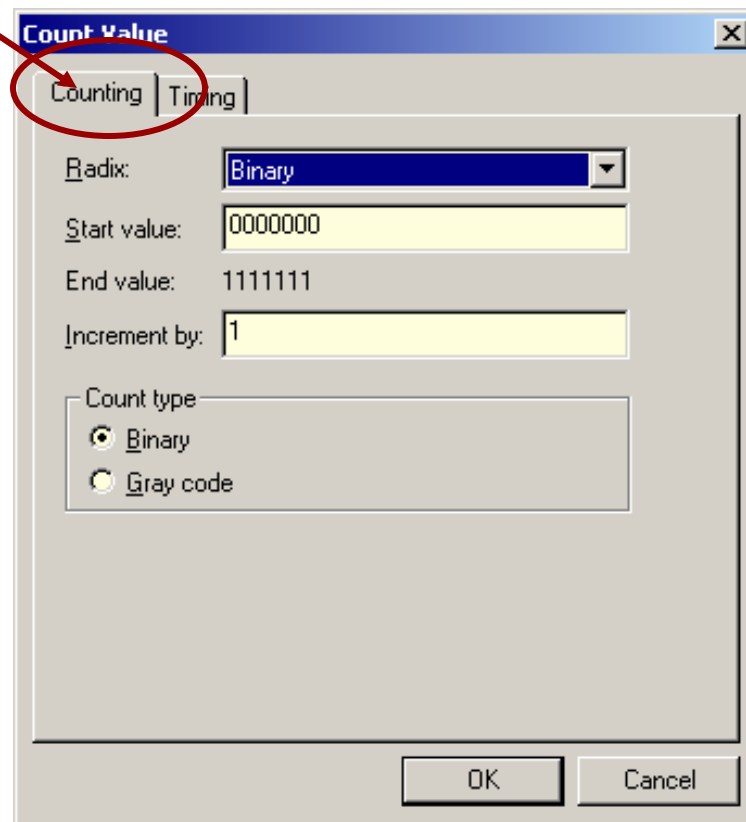 Count Value
Counting Timing
Radix: Binary
Start value: 0000000
End value: 1111111
Increment by: 1
Count type
Binary
Gray code
OK Cancel